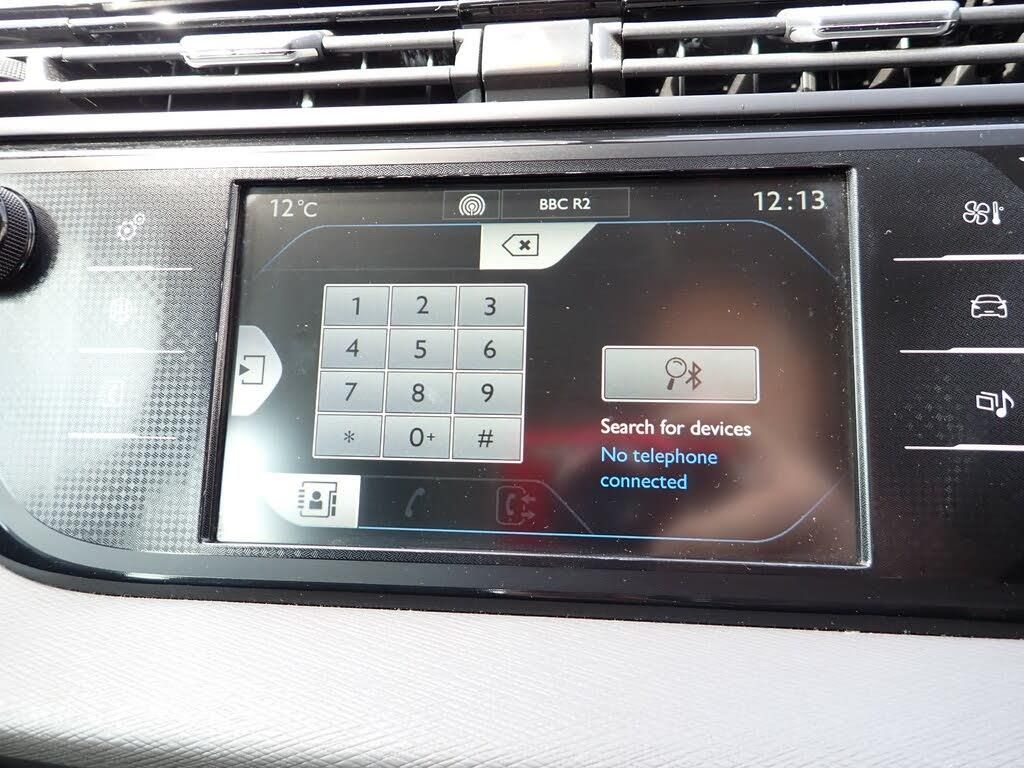 12°C
BBC R2
12:13
1 2 3
4 5 6
7 8 9
* 0+ #
Search for devices
No telephone
connected